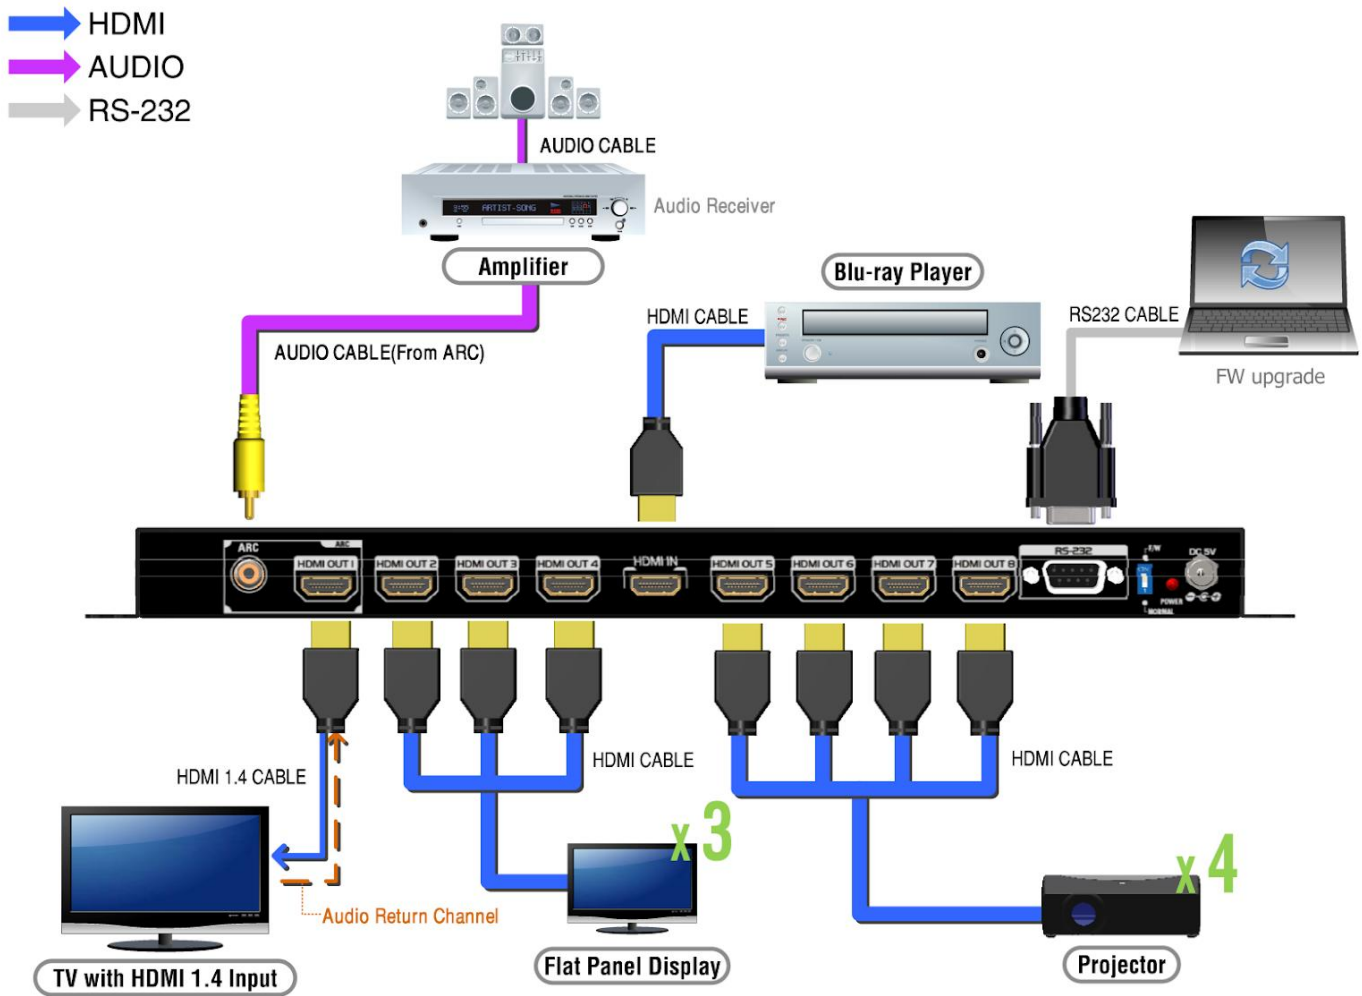 HDMI
AUDIO
RS-232
AUDIO CABLE
ARTIST-SONG
Audio Receiver
Amplifier
Blu-ray Player
HDMI CABLE
RS232 CABLE
AUDIO CABLE(From ARC)
FW upgrade
ARC
ARC
HDMI OUT 1
HDMI OUT 2
HDMI OUT 3
HDMI OUT 4
HDMI IN
HDMI OUT 5
HDMI OUT 6
HDMI OUT 7
HDMI OUT 8
RS-232
F/W
DC 5V
POWER
NORMAL
HDMI 1.4 CABLE
HDMI CABLE
HDMI CABLE
x 3
x 4
Audio Return Channel
TV with HDMI 1.4 Input
Flat Panel Display
Projector